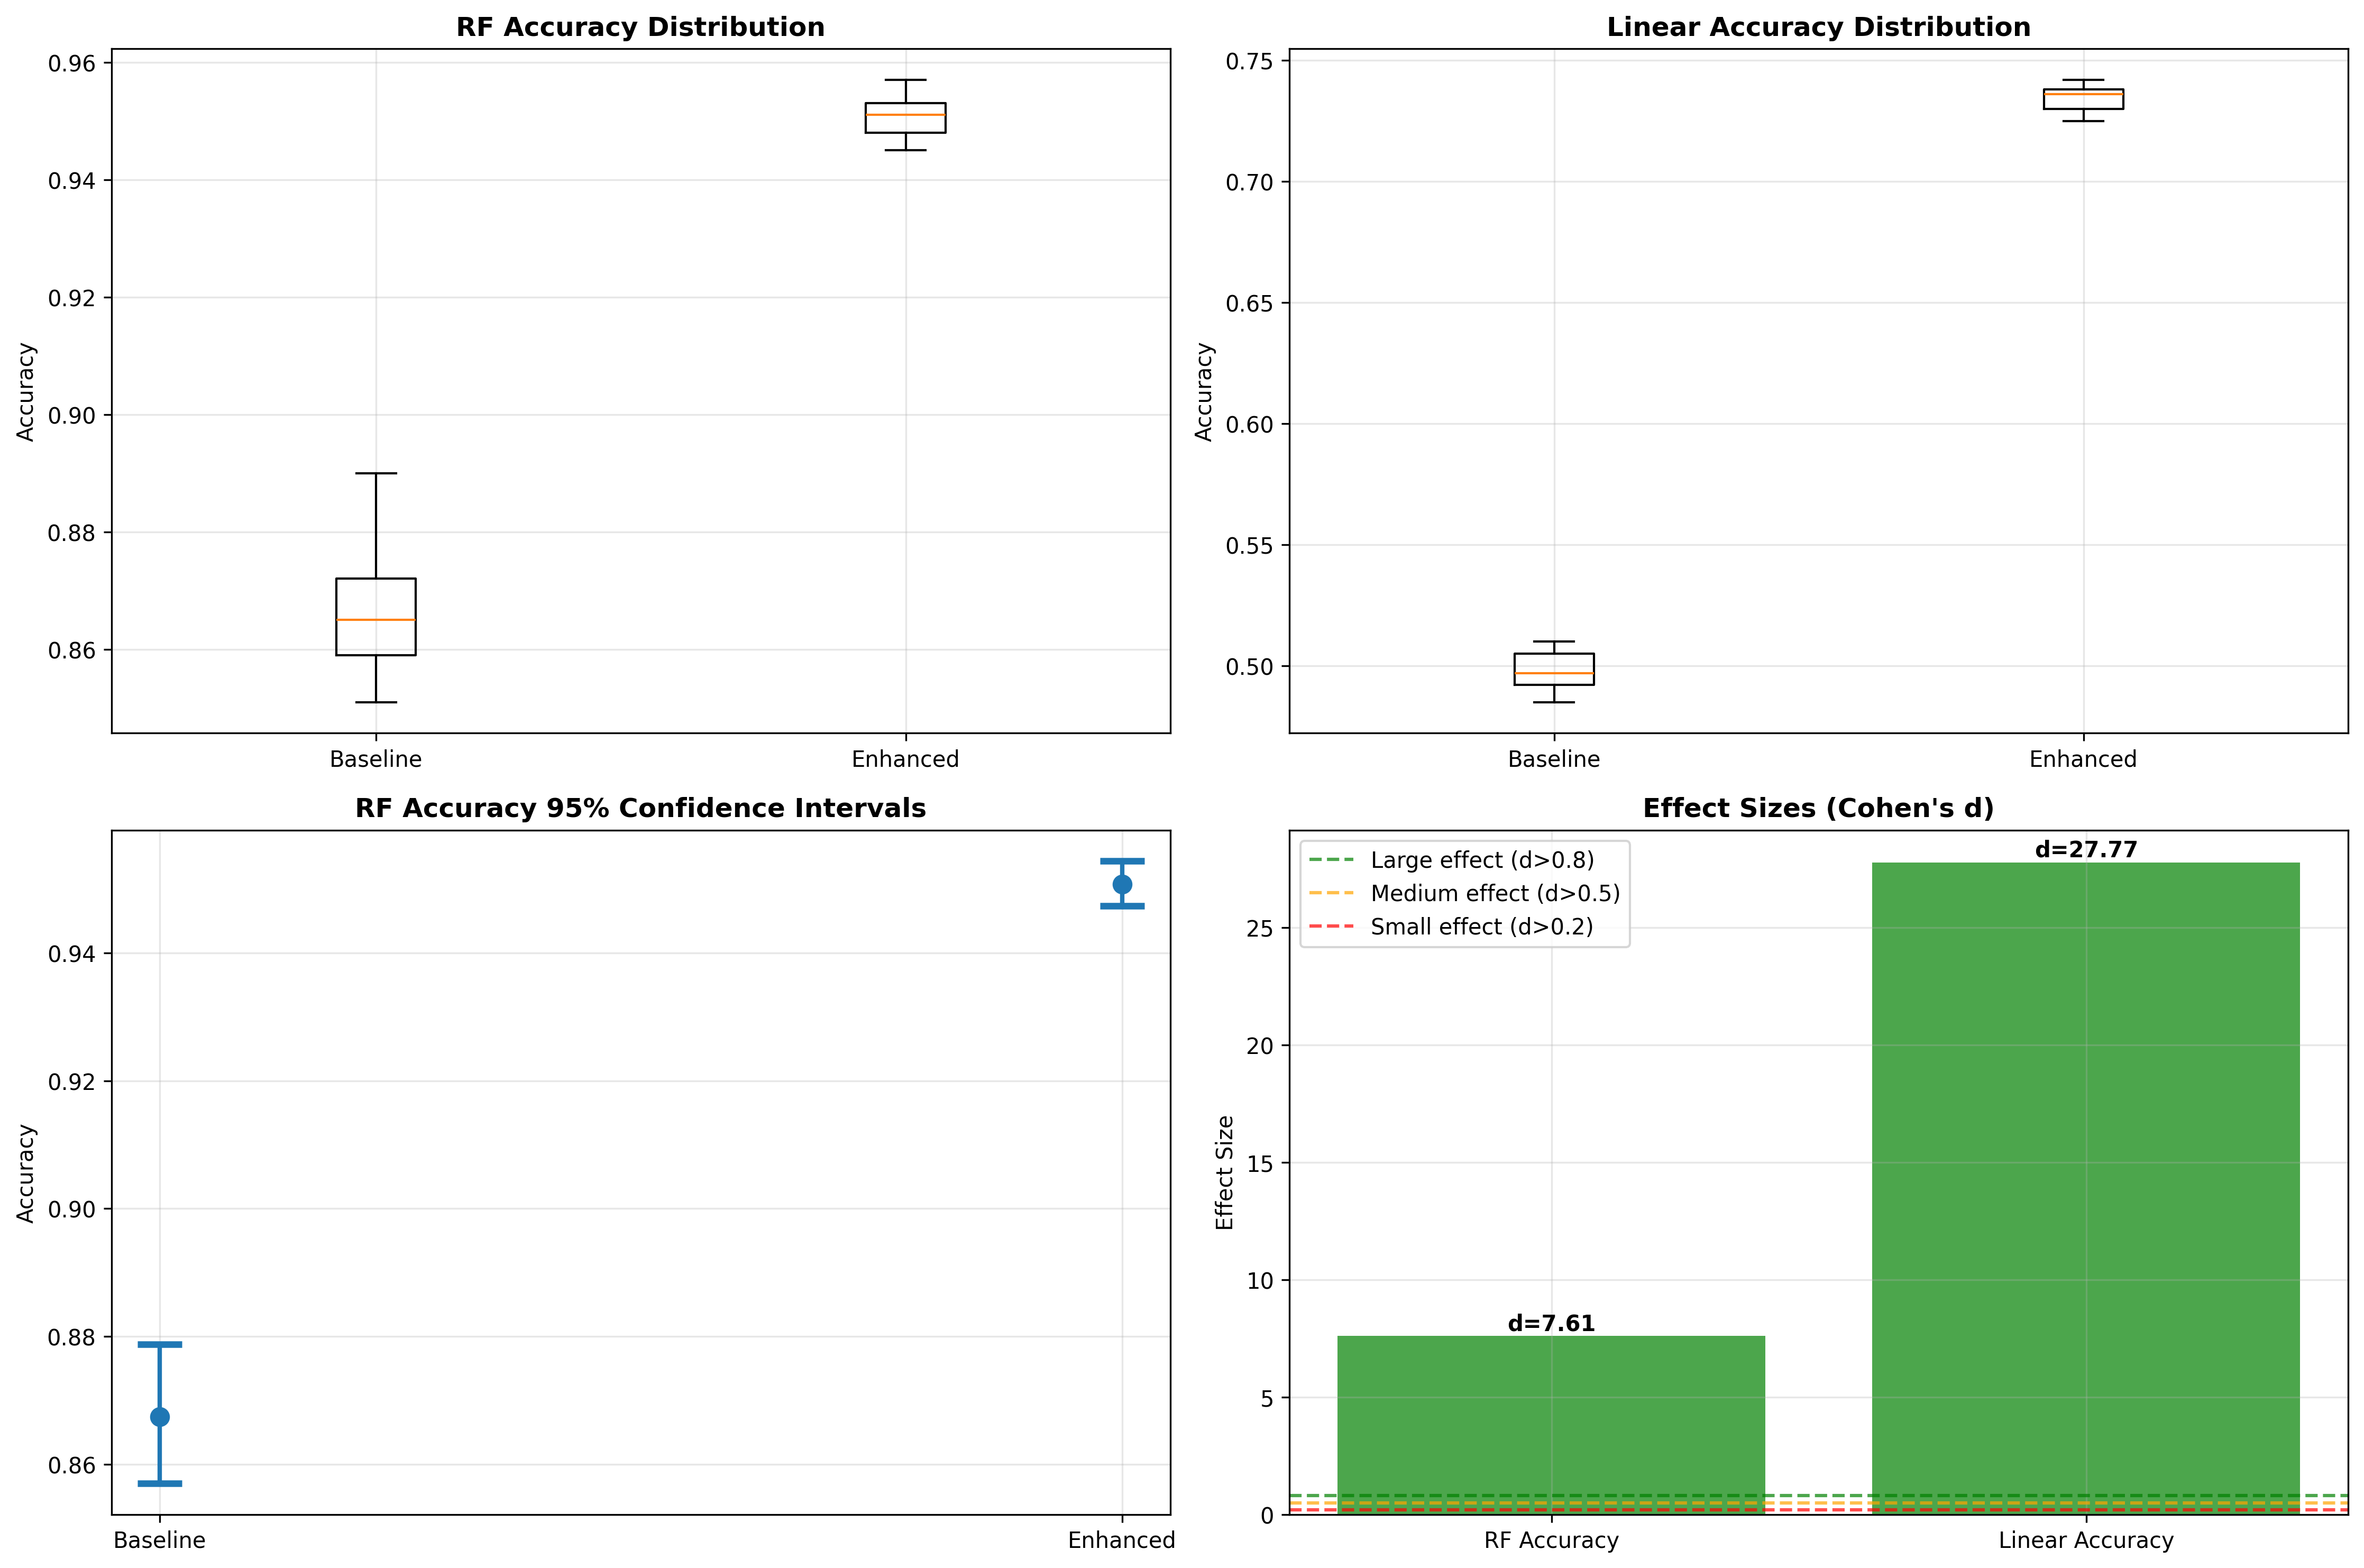 RF Accuracy Distribution
Accuracy
0.96
0.94
0.92
0.90
0.88
0.86
Baseline
Enhanced
Linear Accuracy Distribution
Accuracy
0.75
0.70
0.65
0.60
0.55
0.50
Baseline
Enhanced
RF Accuracy 95% Confidence Intervals
Accuracy
0.94
0.92
0.90
0.88
0.86
Baseline
Enhanced
Effect Sizes (Cohen's d)
Effect Size
Large effect (d>0.8)
Medium effect (d>0.5)
Small effect (d>0.2)
d=27.77
d=7.61
25
20
15
10
5
0
RF Accuracy
Linear Accuracy